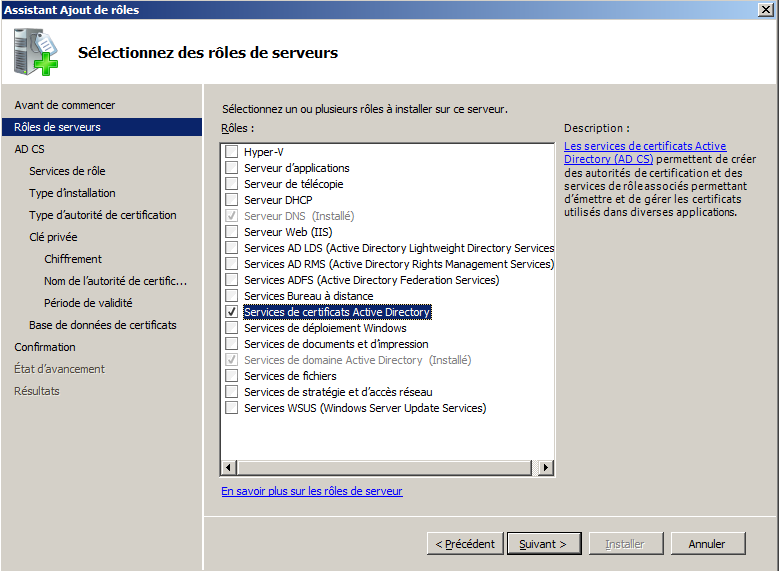 Assistant Ajout de rôles
Sélectionnez des rôles de serveurs
Avant de commencer
Rôles de serveurs
AD CS
Services de rôle
Type d'installation
Type d'autorité de certification
Clé privée
Chiffrement
Nom de l'autorité de certific...
Période de validité
Base de données de certificats
Confirmation
État d'avancement
Résultats
Sélectionnez un ou plusieurs rôles à installer sur ce serveur.
Rôles :
Hyper-V
Serveur d'applications
Serveur de télécopie
Serveur DHCP
Serveur DNS (Installé)
Serveur Web (IIS)
Services AD LDS (Active Directory Lightweight Directory Services
Services AD RMS (Active Directory Rights Management Services)
Services ADFS (Active Directory Federation Services)
Services Bureau à distance
Services de certificats Active Directory
Services de déploiement Windows
Services de documents et d'impression
Services de domaine Active Directory (Installé)
Services de fichiers
Services de stratégie et d'accès réseau
Services WSUS (Windows Server Update Services)
En savoir plus sur les rôles de serveur
Description :
Les services de certificats Active
Directory (AD CS) permettent de créer
des autorités de certification et des
services de rôle associés permettant
d'émettre et de gérer les certificats
utilisés dans diverses applications.
< Précédent
Suivant >
Installer
Annuler